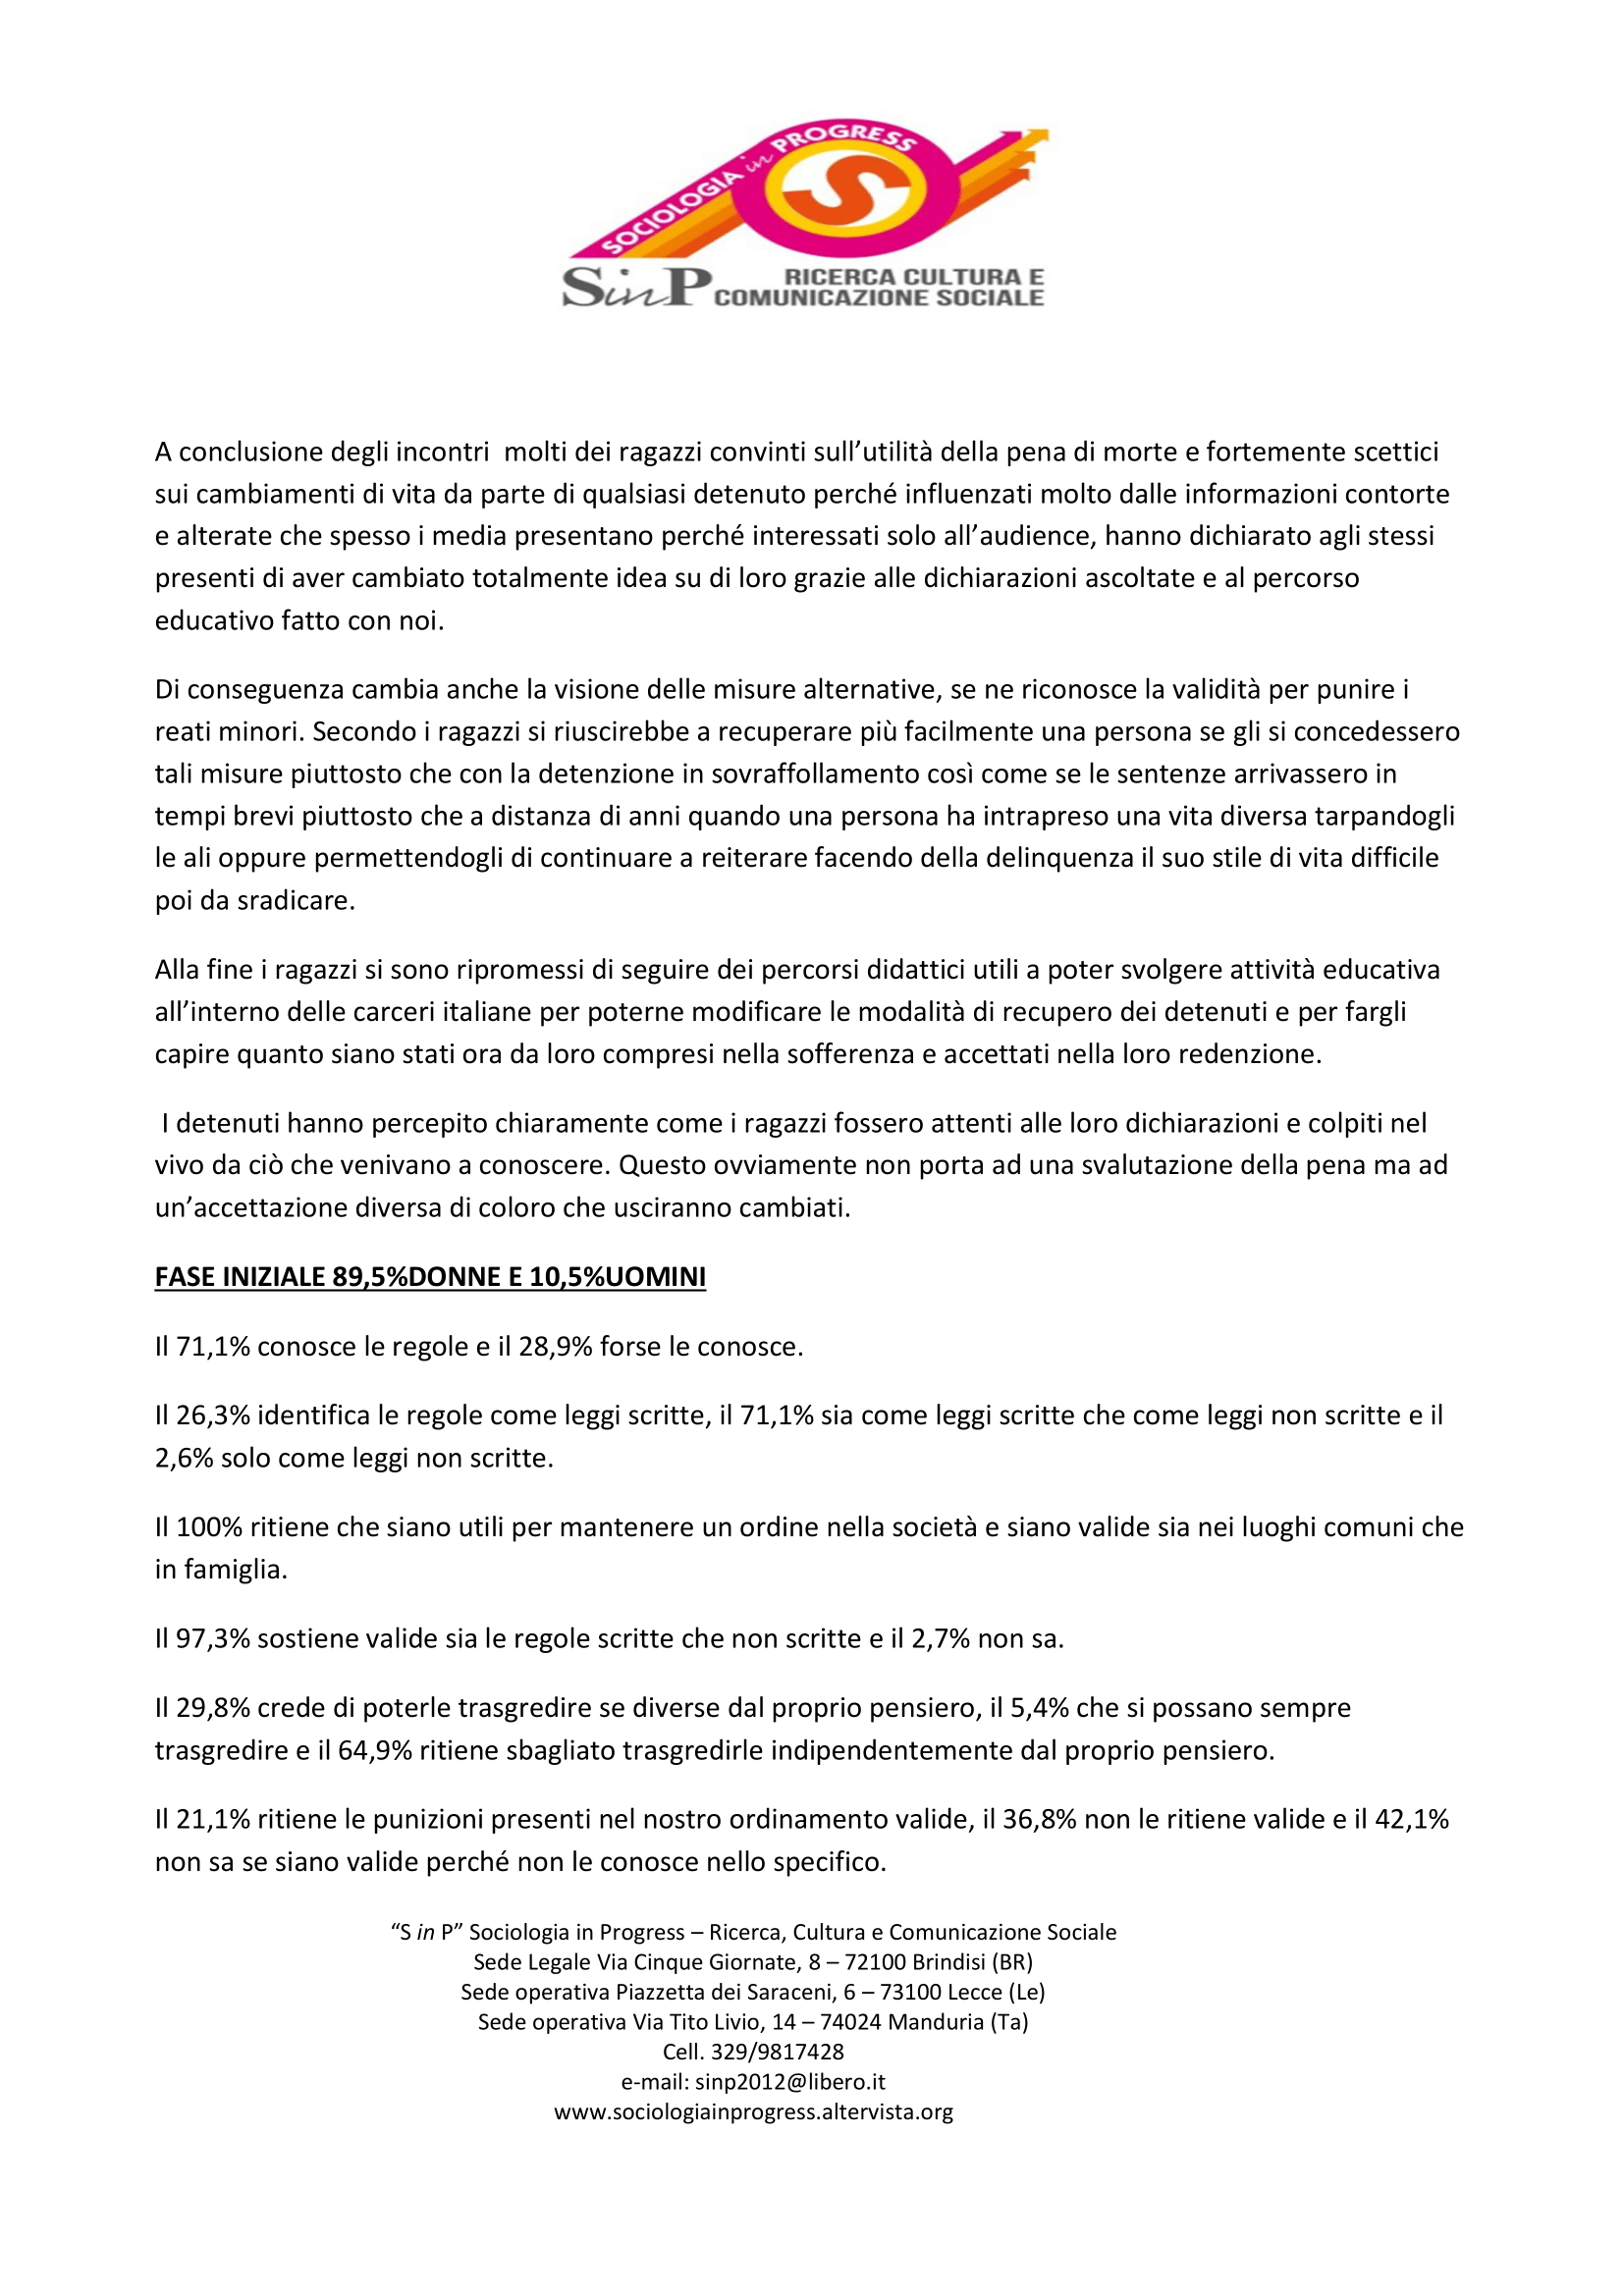 SOCIOLOGIA in PROGRESS
S
SinP RICERCA CULTURA E
COMUNICAZIONE SOCIALE
A conclusione degli incontri  molti dei ragazzi convinti sull’utilità della pena di morte e fortemente scettici
sui cambiamenti di vita da parte di qualsiasi detenuto perché influenzati molto dalle informazioni contorte
e alterate che spesso i media presentano perché interessati solo all’audience, hanno dichiarato agli stessi
presenti di aver cambiato totalmente idea su di loro grazie alle dichiarazioni ascoltate e al percorso
educativo fatto con noi.
Di conseguenza cambia anche la visione delle misure alternative, se ne riconosce la validità per punire i
reati minori. Secondo i ragazzi si riuscirebbe a recuperare più facilmente una persona se gli si concedessero
tali misure piuttosto che con la detenzione in sovraffollamento così come se le sentenze arrivassero in
tempi brevi piuttosto che a distanza di anni quando una persona ha intrapreso una vita diversa tarpandogli
le ali oppure permettendogli di continuare a reiterare facendo della delinquenza il suo stile di vita difficile
poi da sradicare.
Alla fine i ragazzi si sono ripromessi di seguire dei percorsi didattici utili a poter svolgere attività educativa
all’interno delle carceri italiane per poterne modificare le modalità di recupero dei detenuti e per fargli
capire quanto siano stati ora da loro compresi nella sofferenza e accettati nella loro redenzione.
I detenuti hanno percepito chiaramente come i ragazzi fossero attenti alle loro dichiarazioni e colpiti nel
vivo da ciò che venivano a conoscere. Questo ovviamente non porta ad una svalutazione della pena ma ad
un’accettazione diversa di coloro che usciranno cambiati.
FASE INIZIALE 89,5%DONNE E 10,5%UOMINI
Il 71,1% conosce le regole e il 28,9% forse le conosce.
Il 26,3% identifica le regole come leggi scritte, il 71,1% sia come leggi scritte che come leggi non scritte e il
2,6% solo come leggi non scritte.
Il 100% ritiene che siano utili per mantenere un ordine nella società e siano valide sia nei luoghi comuni che
in famiglia.
Il 97,3% sostiene valide sia le regole scritte che non scritte e il 2,7% non sa.
Il 29,8% crede di poterle trasgredire se diverse dal proprio pensiero, il 5,4% che si possano sempre
trasgredire e il 64,9% ritiene sbagliato trasgredirle indipendentemente dal proprio pensiero.
Il 21,1% ritiene le punizioni presenti nel nostro ordinamento valide, il 36,8% non le ritiene valide e il 42,1%
non sa se siano valide perché non le conosce nello specifico.
“S in P” Sociologia in Progress – Ricerca, Cultura e Comunicazione Sociale
Sede Legale Via Cinque Giornate, 8 – 72100 Brindisi (BR)
Sede operativa Piazzetta dei Saraceni, 6 – 73100 Lecce (Le)
Sede operativa Via Tito Livio, 14 – 74024 Manduria (Ta)
Cell. 329/9817428
e-mail: sinp2012@libero.it
www.sociologiainprogress.altervista.org